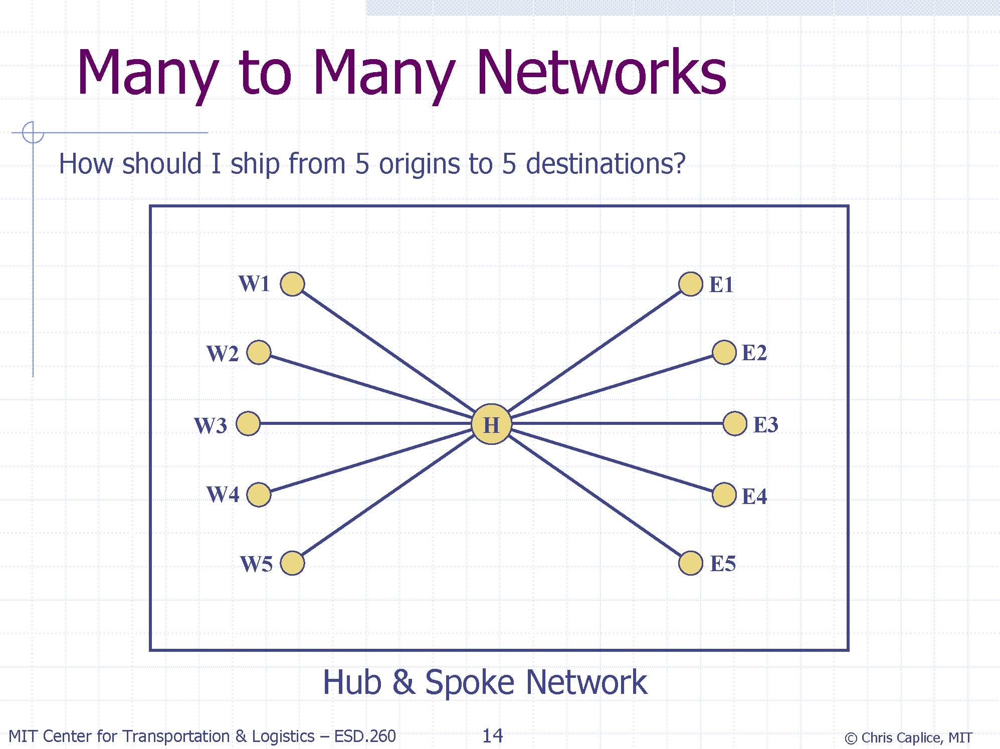 Many to Many Networks
How should I ship from 5 origins to 5 destinations?
W1
E1
W2
E2
W3
H
E3
W4
E4
W5
E5
Hub & Spoke Network
MIT Center for Transportation & Logistics – ESD.260
14
© Chris Caplice, MIT